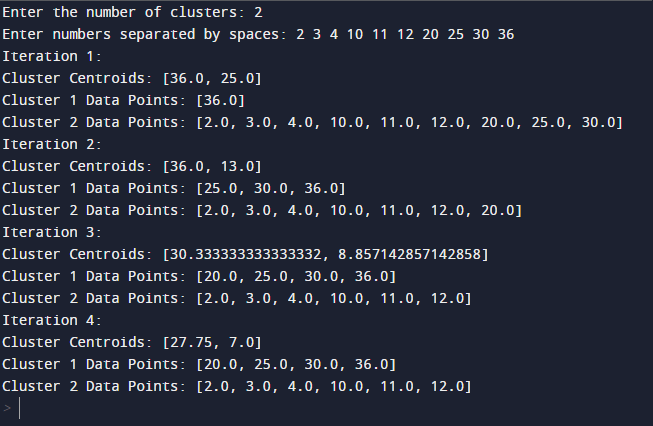 Enter the number of clusters: 2
Enter numbers separated by spaces: 2 3 4 10 11 12 20 25 30 36
Iteration 1:
Cluster Centroids: [36.0, 25.0]
Cluster 1 Data Points: [36.0]
Cluster 2 Data Points: [2.0, 3.0, 4.0, 10.0, 11.0, 12.0, 20.0, 25.0, 30.0]
Iteration 2:
Cluster Centroids: [36.0, 13.0]
Cluster 1 Data Points: [25.0, 30.0, 36.0]
Cluster 2 Data Points: [2.0, 3.0, 4.0, 10.0, 11.0, 12.0, 20.0]
Iteration 3:
Cluster Centroids: [30.333333333333332, 8.857142857142858]
Cluster 1 Data Points: [20.0, 25.0, 30.0, 36.0]
Cluster 2 Data Points: [2.0, 3.0, 4.0, 10.0, 11.0, 12.0]
Iteration 4:
Cluster Centroids: [27.75, 7.0]
Cluster 1 Data Points: [20.0, 25.0, 30.0, 36.0]
Cluster 2 Data Points: [2.0, 3.0, 4.0, 10.0, 11.0, 12.0]
>